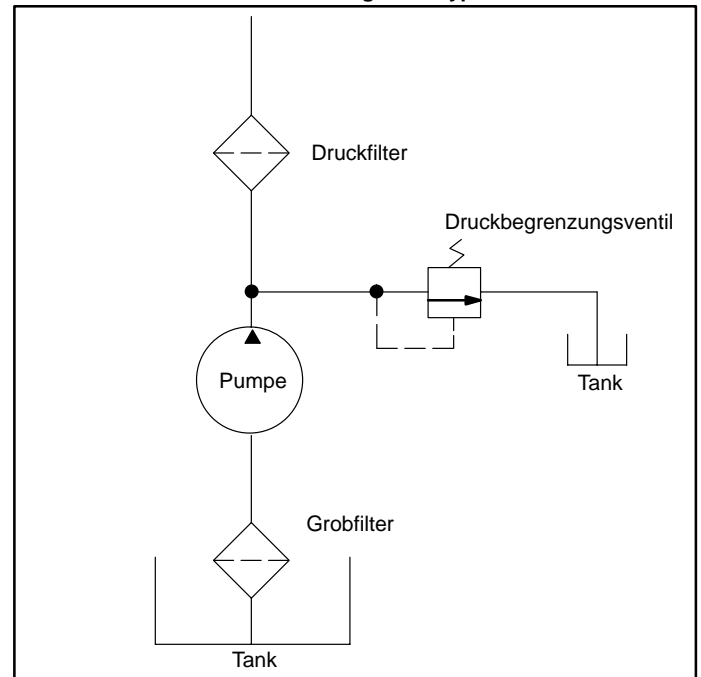 Druckfilter
Druckbegrenzungsventil
Pumpe
Tank
Grobfilter
Tank